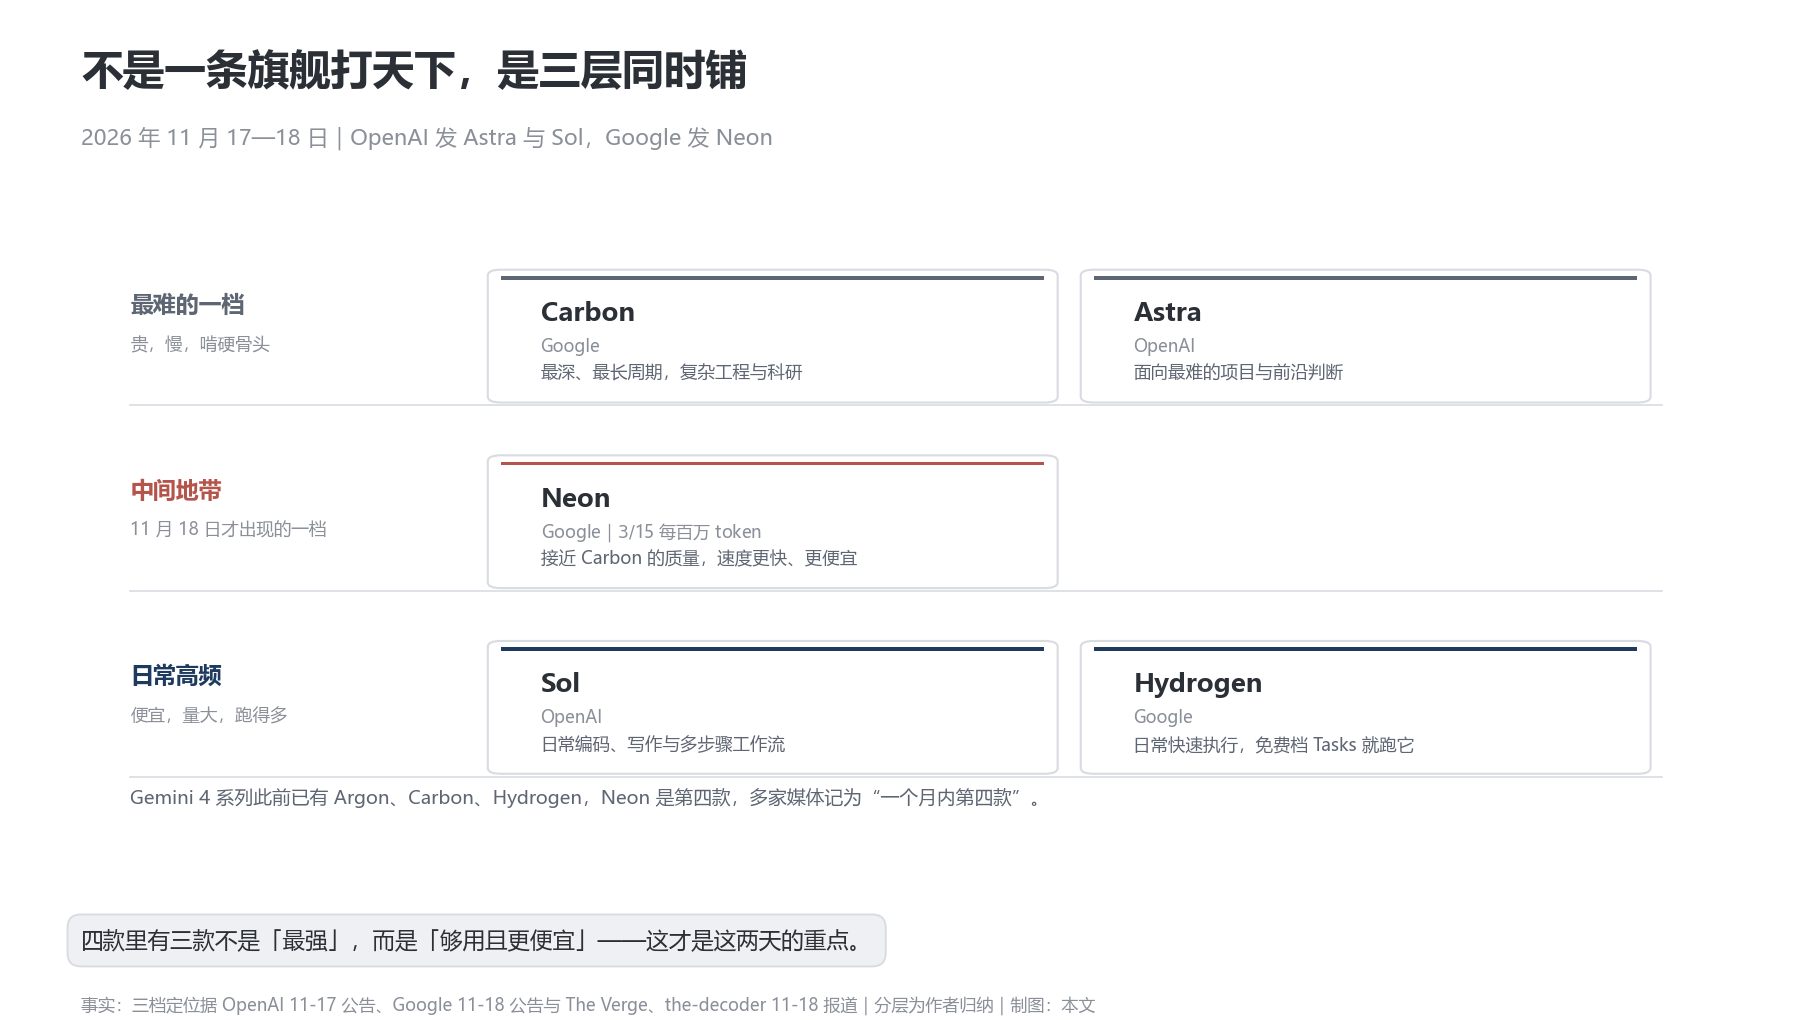 不是一条旗舰打天下，是三层同时铺
2026 年 11 月 17—18 日 | OpenAI 发 Astra 与 Sol，Google 发 Neon
最难的一档
贵，慢，啃硬骨头
Carbon
Google
最深、最长周期，复杂工程与科研
Astra
OpenAI
面向最难的项目与前沿判断
中间地带
11 月 18 日才出现的一档
Neon
Google | 3/15 每百万 token
接近 Carbon 的质量，速度更快、更便宜
日常高频
便宜，量大，跑得多
Sol
OpenAI
日常编码、写作与多步骤工作流
Hydrogen
Google
日常快速执行，免费档 Tasks 就跑它
Gemini 4 系列此前已有 Argon、Carbon、Hydrogen，Neon 是第四款，多家媒体记为“一个月内第四款”。
四款里有三款不是「最强」，而是「够用且更便宜」——这才是这两天的重点。
事实：三档定位据 OpenAI 11-17 公告、Google 11-18 公告与 The Verge、the-decoder 11-18 报道 | 分层为作者归纳 | 制图：本文